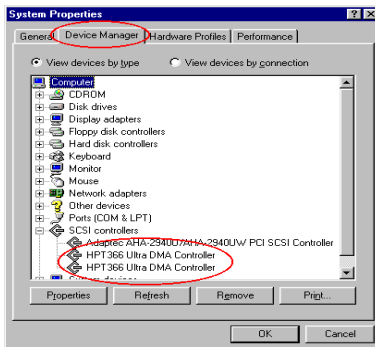 System Properties
General Device Manager Hardware Profiles Performance
View devices by type View devices by connection
Computer
CDROM
Disk drives
Display adapters
Floppy disk controllers
Hard disk controllers
Keyboard
Monitor
Mouse
Network adapters
Other devices
Ports (COM & LPT)
SCSI controllers
Adaptec AHA-2940U/AHA-2940UW PCI SCSI Controller
HPT366 Ultra DMA Controller
HPT366 Ultra DMA Controller
System devices
Properties Refresh Remove Print...
OK Cancel